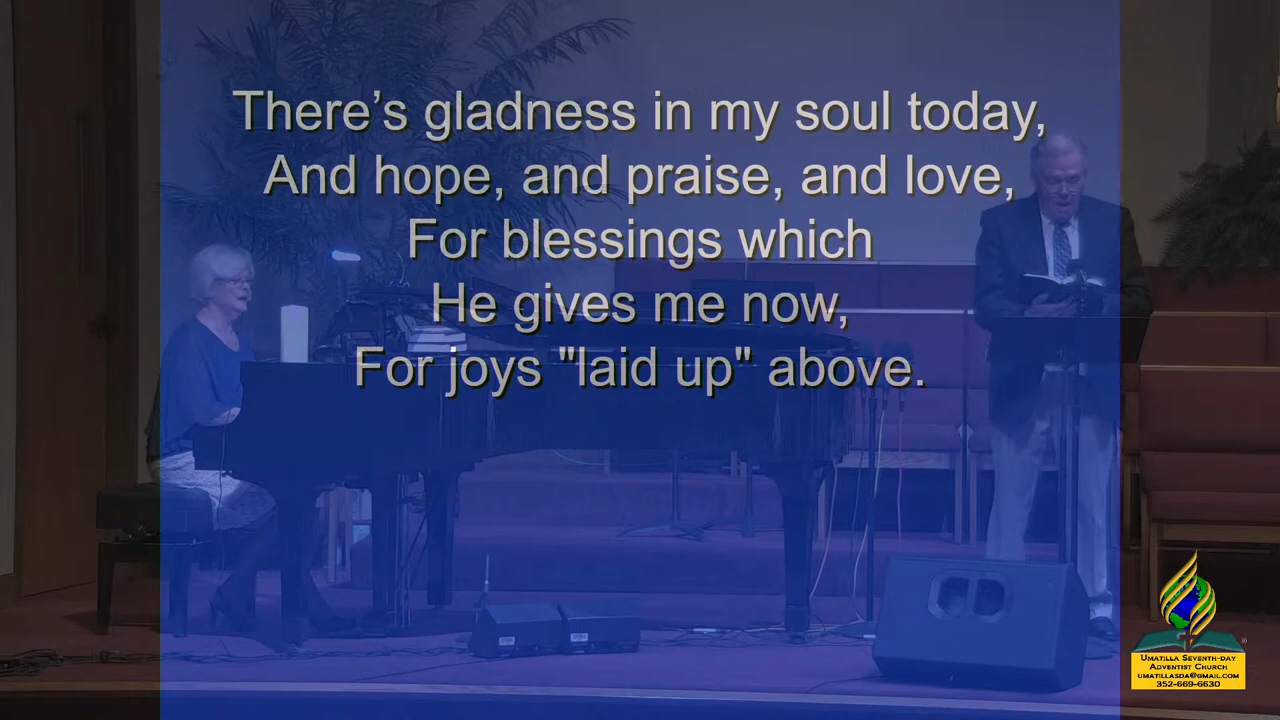 There’s gladness in my soul today,
And hope, and praise, and love,
For blessings which
He gives me now,
For joys "laid up" above.
Umatilla Seventh-day
Adventist Church
umatillasda@gmail.com
352-669-6630